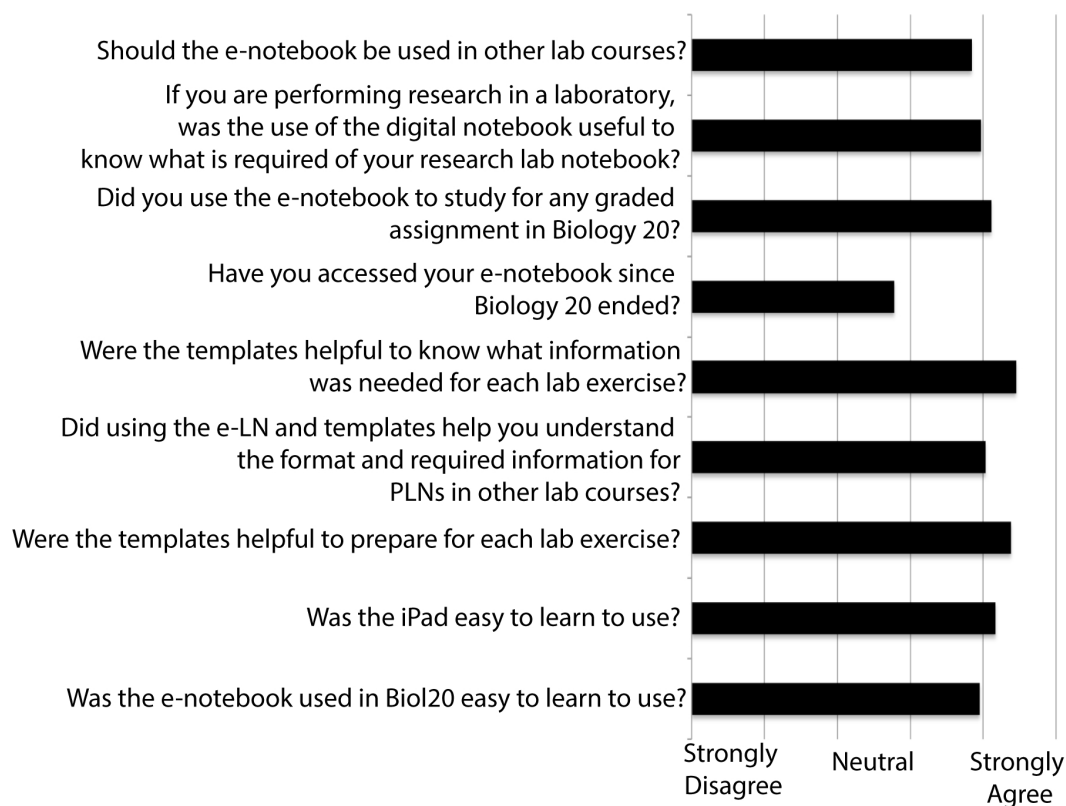 Should the e-notebook be used in other lab courses?
If you are performing research in a laboratory,
was the use of the digital notebook useful to
know what is required of your research lab notebook?
Did you use the e-notebook to study for any graded
assignment in Biology 20?
Have you accessed your e-notebook since
Biology 20 ended?
Were the templates helpful to know what information
was needed for each lab exercise?
Did using the e-LN and templates help you understand
the format and required information for
PLNs in other lab courses?
Were the templates helpful to prepare for each lab exercise?
Was the iPad easy to learn to use?
Was the e-notebook used in Biol20 easy to learn to use?
Strongly
Disagree
Neutral
Strongly
Agree